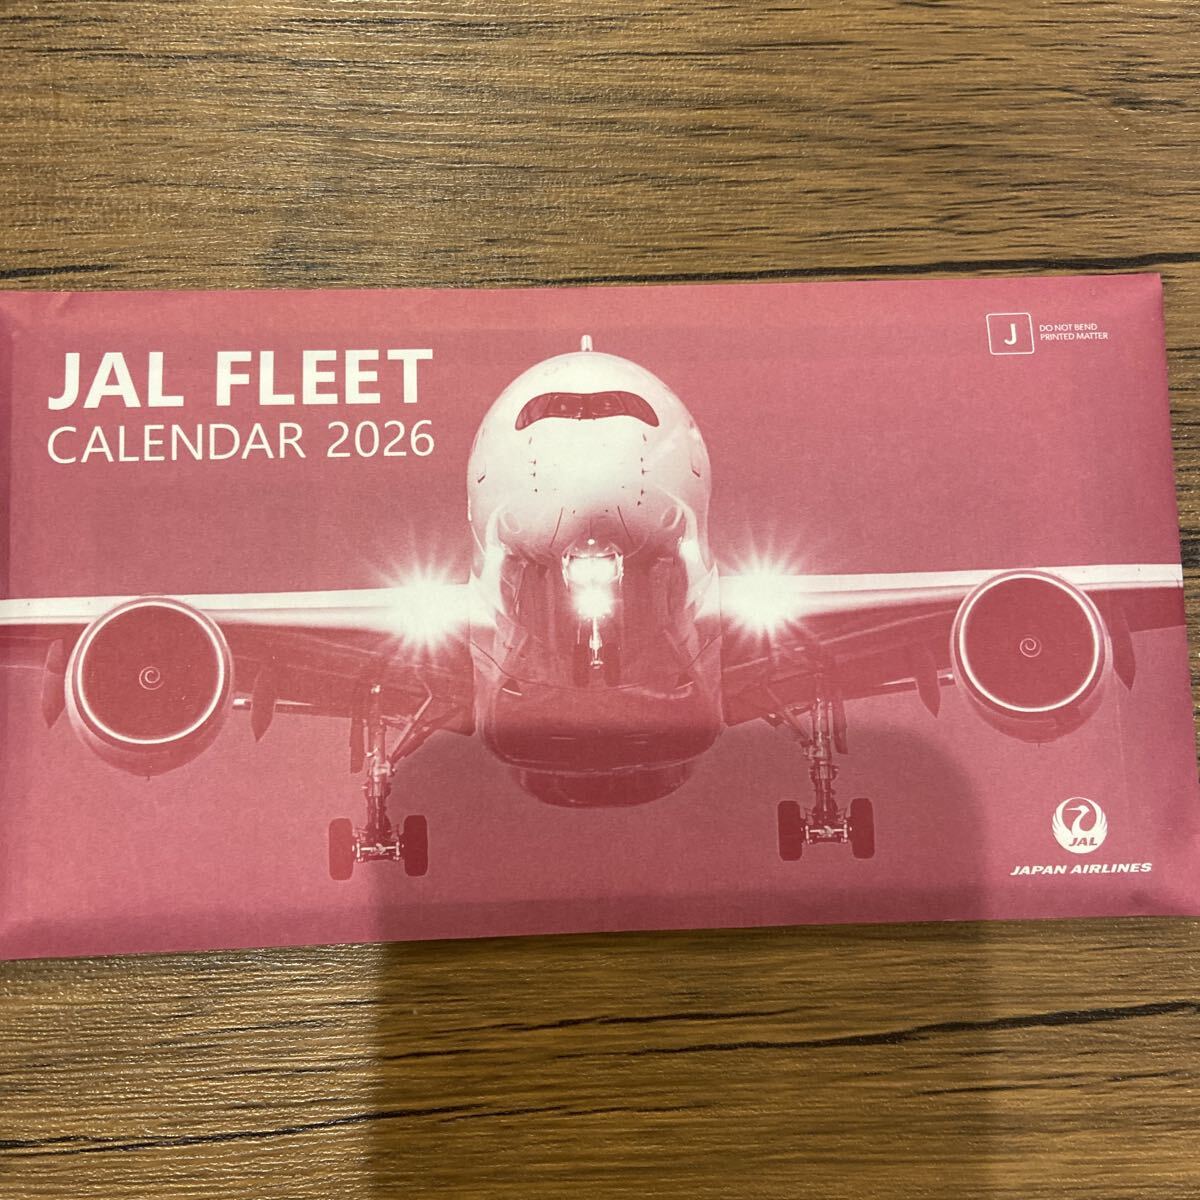 JAL FLEET
CALENDAR 2026
J
DO NOT BEND
PRINTED MATTER
JAL
JAPAN AIRLINES